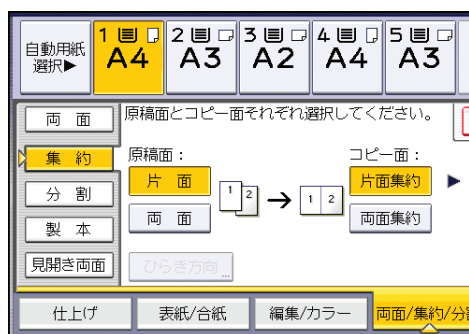 自動用紙
選択▶
1
A4
2
A3
3
A2
4
A4
5
A3
両 面
集 約
分 割
製 本
見開き両面
原稿面とコピー面それぞれ選択してください。
原稿面：
片 面
両 面
1
2
→
1 2
コピー面：
片面集約
両面集約
ひらき方向...
仕上げ
表紙/合紙
編集/カラー
両面/集約/分